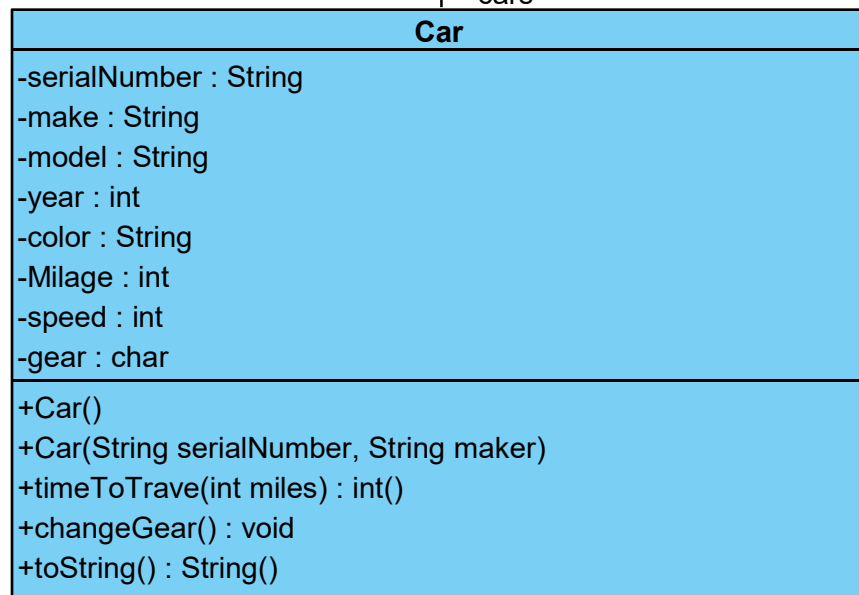 cars
Car
-serialNumber : String
-make : String
-model : String
-year : int
-color : String
-Milage : int
-speed : int
-gear : char
+Car()
+Car(String serialNumber, String maker)
+timeToTrave(int miles) : int()
+changeGear() : void
+toString() : String()